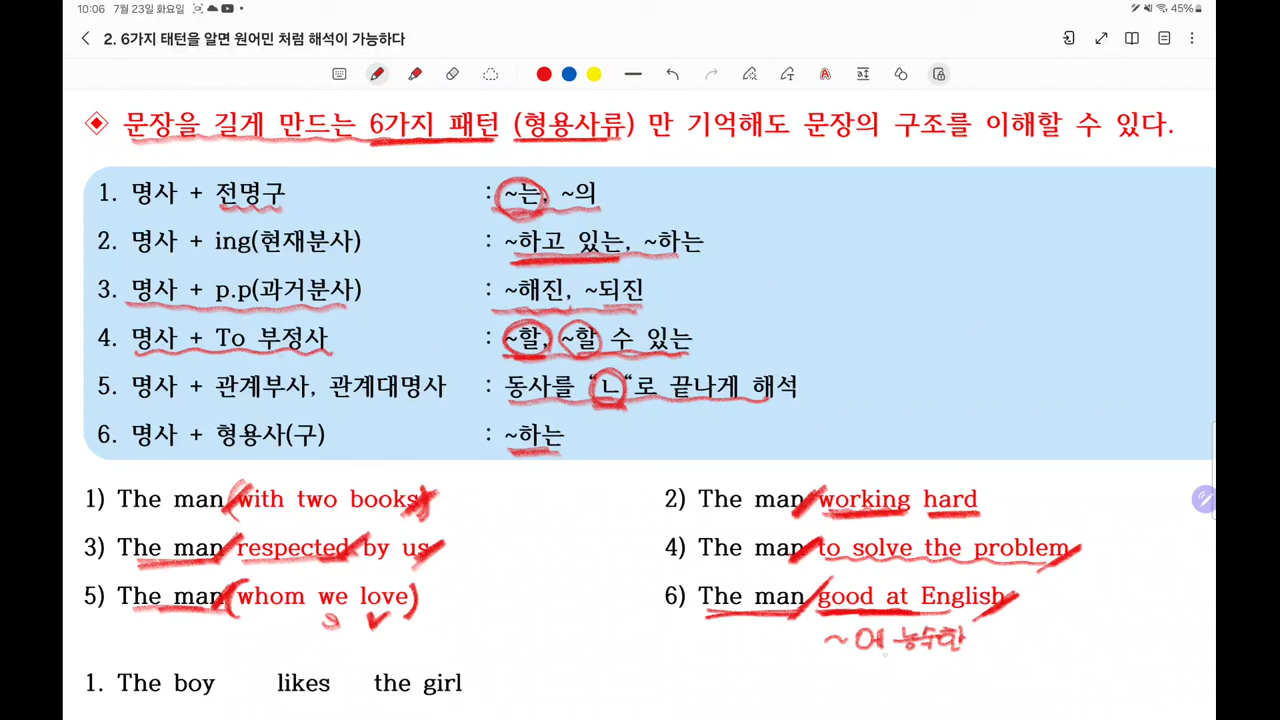 10:06 7월 23일 화요일 45%
2. 6가지 태턴을 알면 원어민 처럼 해석이 가능하다
문장을 길게 만드는 6가지 패턴 (형용사류) 만 기억해도 문장의 구조를 이해할 수 있다.
1. 명사 + 전명구 : ~는, ~의
2. 명사 + ing(현재분사) : ~하고 있는, ~하는
3. 명사 + p.p(과거분사) : ~해진, ~되진
4. 명사 + To 부정사 : ~할, ~할 수 있는
5. 명사 + 관계부사, 관계대명사 : 동사를 “ㄴ“로 끝나게 해석
6. 명사 + 형용사(구) : ~하는
1) The man with two books 2) The man working hard
3) The man respected by us 4) The man to solve the problem
5) The man (whom we love) 6) The man good at English
s v ~에 능숙한
1. The boy likes the girl